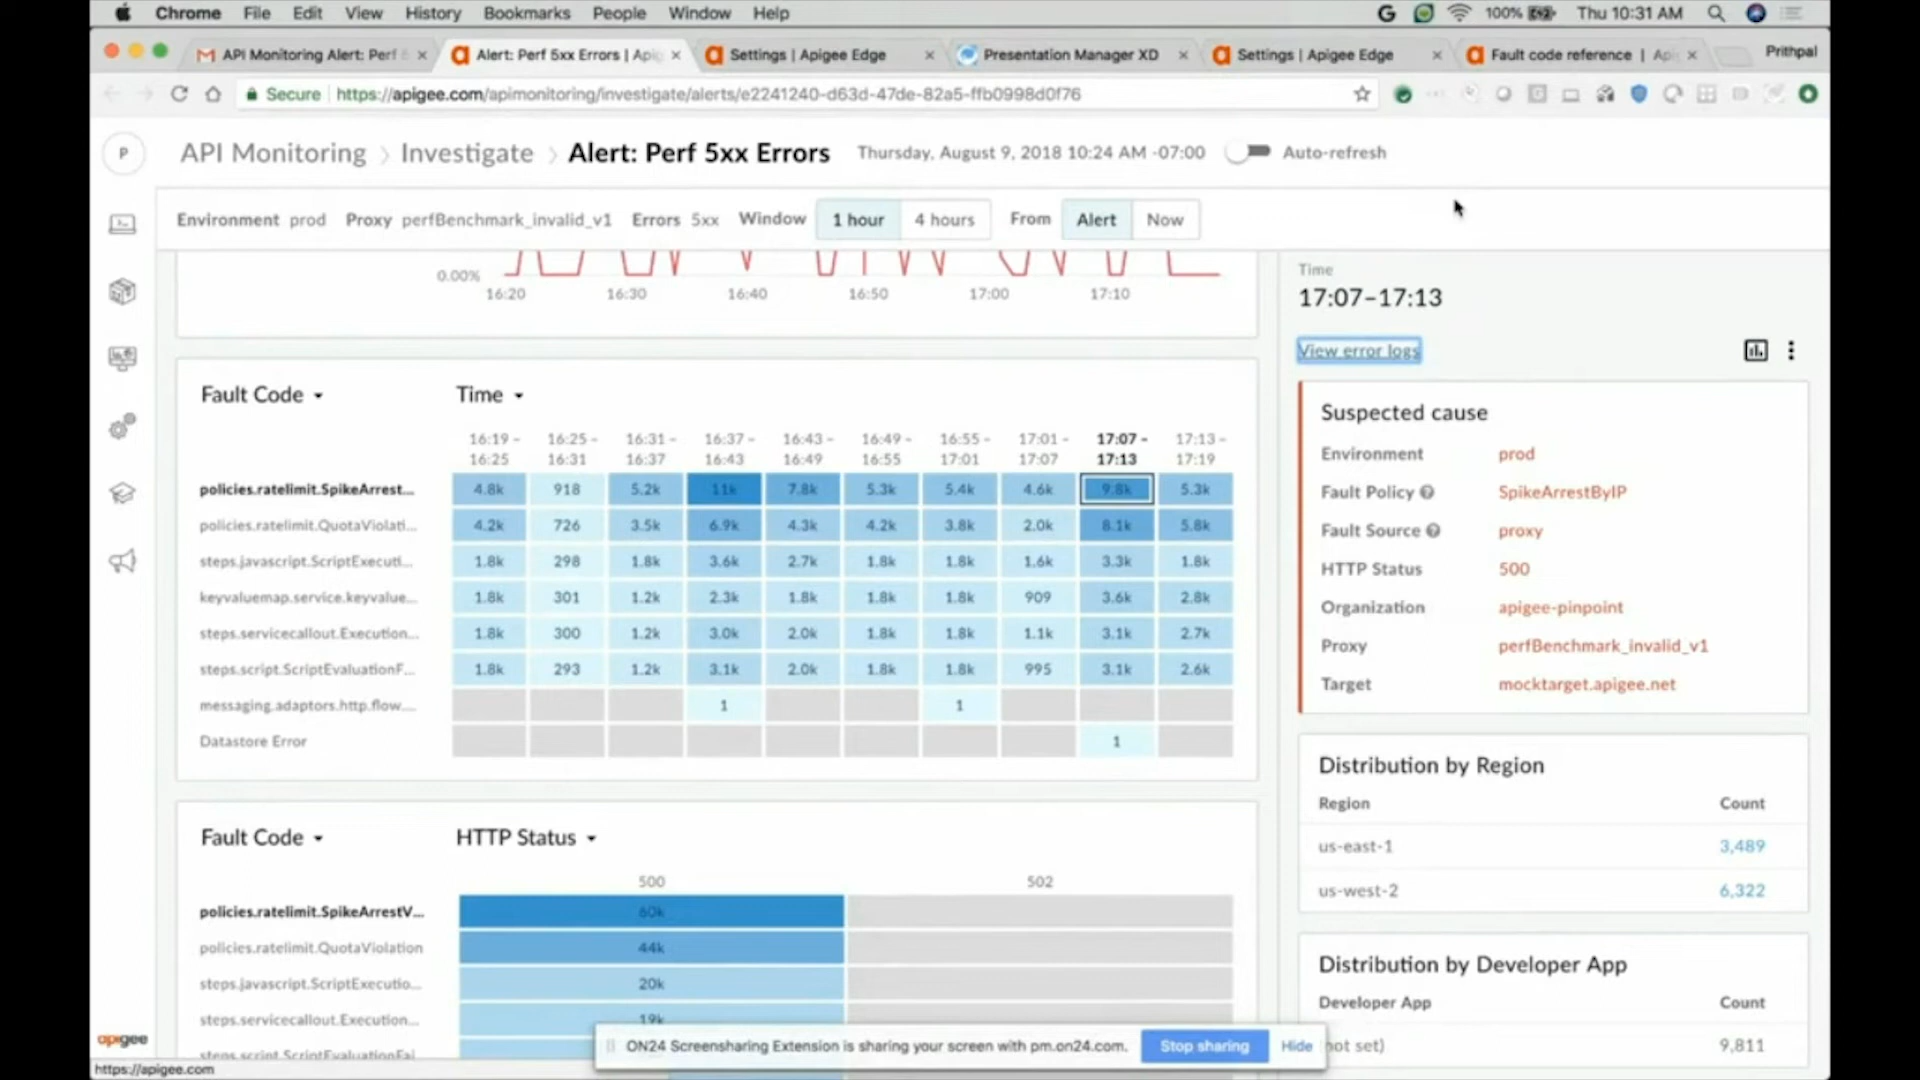 Chrome File Edit View History Bookmarks People Window Help
100% Thu 10:31 AM
API Monitoring Alert: Perf
Alert: Perf 5xx Errors | Apig
Settings | Apigee Edge
Presentation Manager XD
Settings | Apigee Edge
Fault code reference | Api
Prithpal
Secure https://apigee.com/apimonitoring/investigate/alerts/e2241240-d63d-47de-82a5-ffb0998d0f76
P
API Monitoring > Investigate > Alert: Perf 5xx Errors Thursday, August 9, 2018 10:24 AM -07:00 Auto-refresh
Environment prod Proxy perfBenchmark_invalid_v1 Errors 5xx Window 1 hour 4 hours From Alert Now
0.00%
16:20 16:30 16:40 16:50 17:00 17:10
Fault Code Time
16:19 – 16:25 – 16:31 – 16:37 – 16:43 – 16:49 – 16:55 – 17:01 – 17:07 – 17:13 –
16:25 16:31 16:37 16:43 16:49 16:55 17:01 17:07 17:13 17:19
policies.ratelimit.SpikeArrest... 4.8k 918 5.2k 11k 7.8k 5.3k 5.4k 4.6k 9.8k 5.3k
policies.ratelimit.QuotaViolati... 4.2k 726 3.5k 6.9k 4.3k 4.2k 3.8k 2.0k 8.1k 5.8k
steps.javascript.ScriptExecuti... 1.8k 298 1.8k 3.6k 2.7k 1.8k 1.8k 1.6k 3.3k 1.8k
keyvaluemap.service.keyvalue... 1.8k 301 1.2k 2.3k 1.8k 1.8k 1.8k 909 3.6k 2.8k
steps.servicecallout.Execution... 1.8k 300 1.2k 3.0k 2.0k 1.8k 1.8k 1.1k 3.1k 2.7k
steps.script.ScriptEvaluationF... 1.8k 293 1.2k 3.1k 2.0k 1.8k 1.8k 995 3.1k 2.6k
messaging.adaptors.http.flow.... 1 1
Datastore Error 1
Fault Code HTTP Status
500 502
policies.ratelimit.SpikeArrestV... 60k
policies.ratelimit.QuotaViolation 44k
steps.javascript.ScriptExecutio... 20k
steps.servicecallout.Execution... 19k
steps.script.ScriptEvaluationFai
Time
17:07–17:13
View error logs
Suspected cause
Environment prod
Fault Policy SpikeArrestByIP
Fault Source proxy
HTTP Status 500
Organization apigee-pinpoint
Proxy perfBenchmark_invalid_v1
Target mocktarget.apigee.net
Distribution by Region
Region Count
us-east-1 3,489
us-west-2 6,322
Distribution by Developer App
Developer App Count
not set) 9,811
ON24 Screensharing Extension is sharing your screen with pm.on24.com. Stop sharing Hide
apigee
https://apigee.com